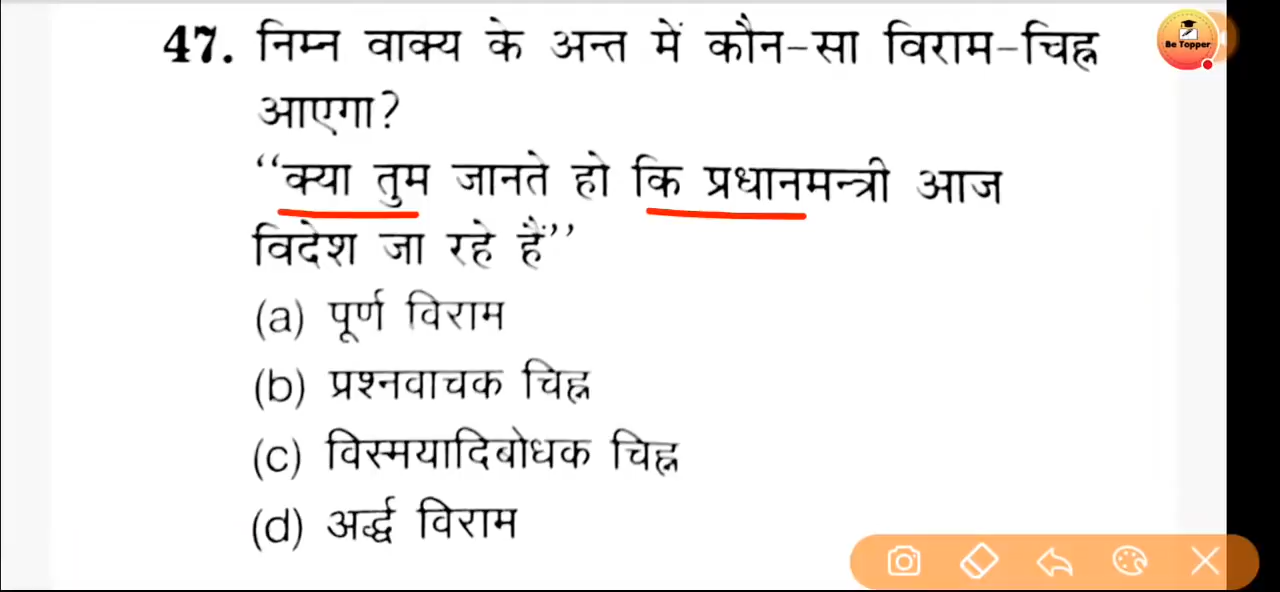 Be Topper
47. निम्न वाक्य के अन्त में कौन-सा विराम-चिह्न
आएगा?
“क्या तुम जानते हो कि प्रधानमन्त्री आज
विदेश जा रहे हैं”
(a) पूर्ण विराम
(b) प्रश्नवाचक चिह्न
(c) विस्मयादिबोधक चिह्न
(d) अर्द्ध विराम